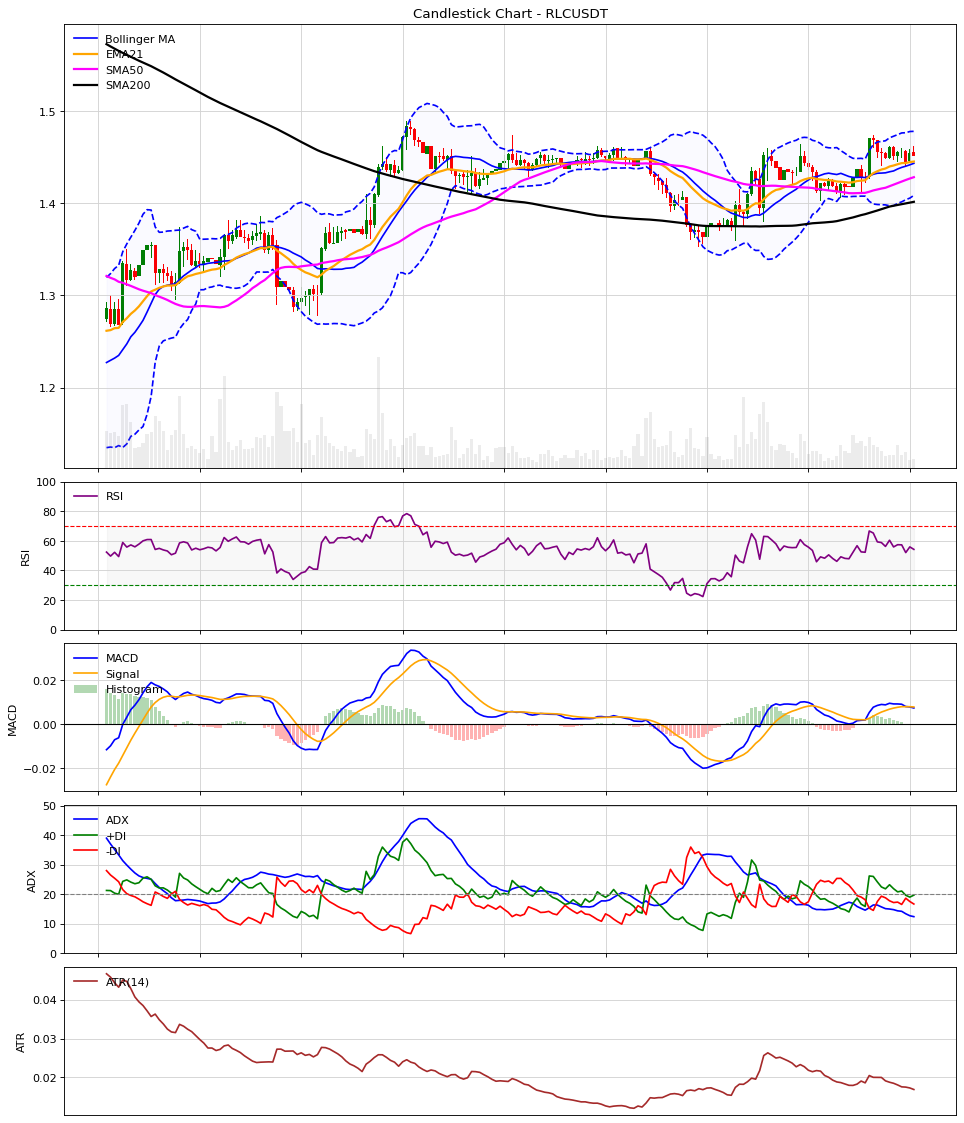 Candlestick Chart - RLCUSDT
Bollinger MA
EMA21
SMA50
SMA200
1.5
1.4
1.3
1.2
RSI
RSI
100
80
60
40
20
0
MACD
Signal
Histogram
MACD
0.02
0.00
−0.02
ADX
+DI
-DI
ADX
50
40
30
20
10
0
ATR(14)
ATR
0.04
0.03
0.02